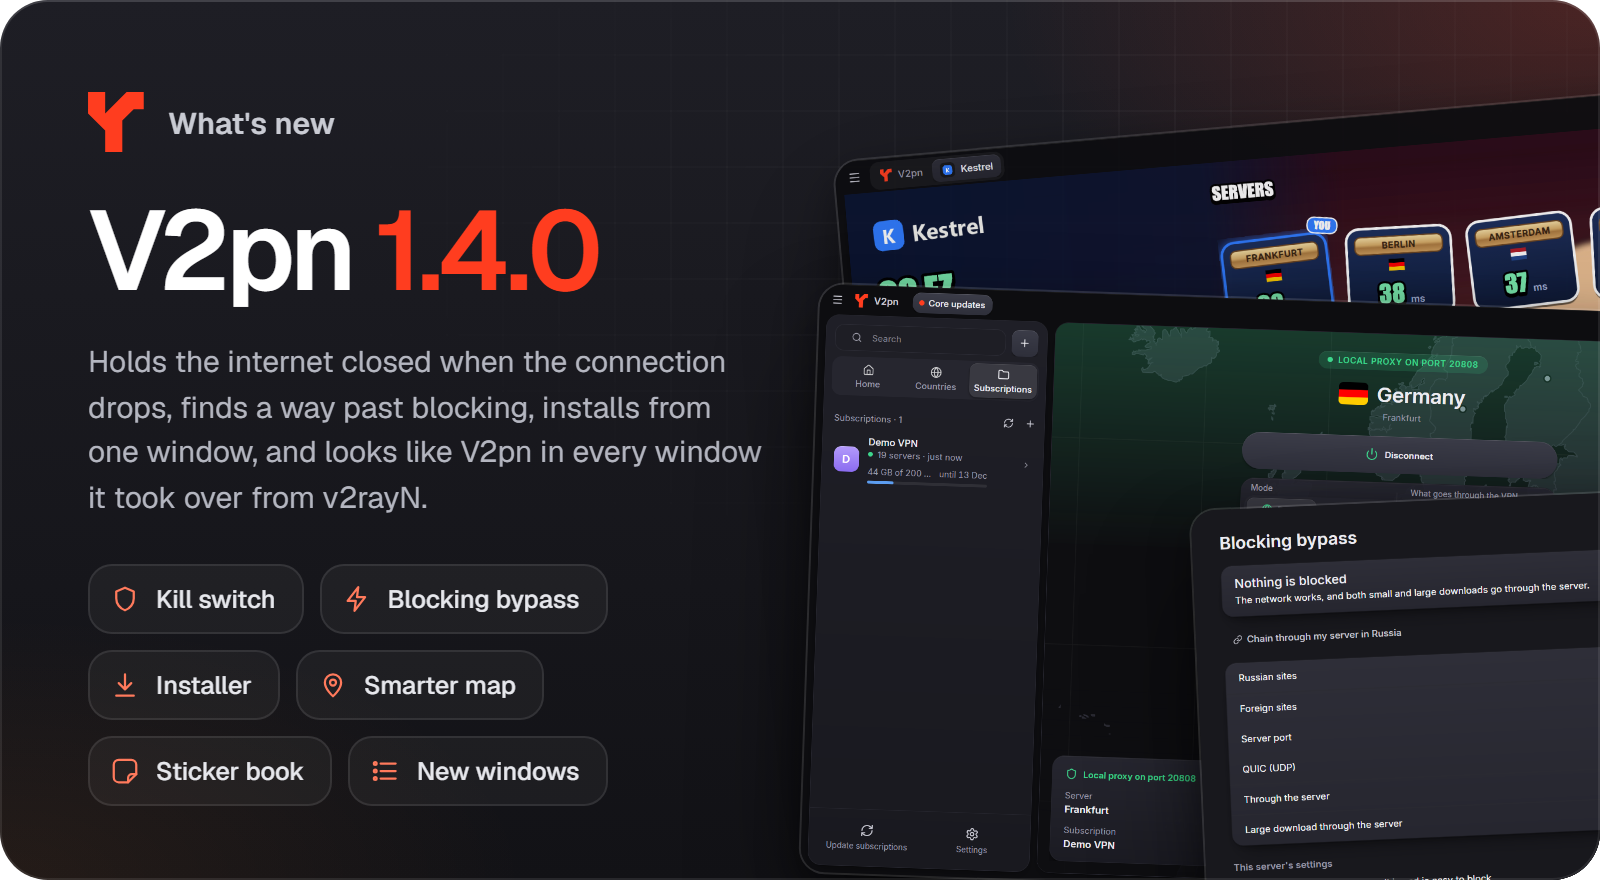 What's new
V2pn 1.4.0
Holds the internet closed when the connection
drops, finds a way past blocking, installs from
one window, and looks like V2pn in every window
it took over from v2rayN.
Kill switch
Blocking bypass
Installer
Smarter map
Sticker book
New windows
V2pn
Kestrel
K Kestrel
SERVERS
YOU
FRANKFURT
BERLIN
38 ms
AMSTERDAM
37 ms
V2pn
Core updates
Search
Home
Countries
Subscriptions
Subscriptions · 1
D
Demo VPN
19 servers · just now
44 GB of 200 ... until 13 Dec
Update subscriptions
Settings
LOCAL PROXY ON PORT 20808
Germany
Frankfurt
Disconnect
Mode
What goes through the VPN
Local proxy on port 20808
Server
Frankfurt
Subscription
Demo VPN
Blocking bypass
Nothing is blocked
The network works, and both small and large downloads go through the server.
Chain through my server in Russia
Russian sites
Foreign sites
Server port
QUIC (UDP)
Through the server
Large download through the server
This server's settings